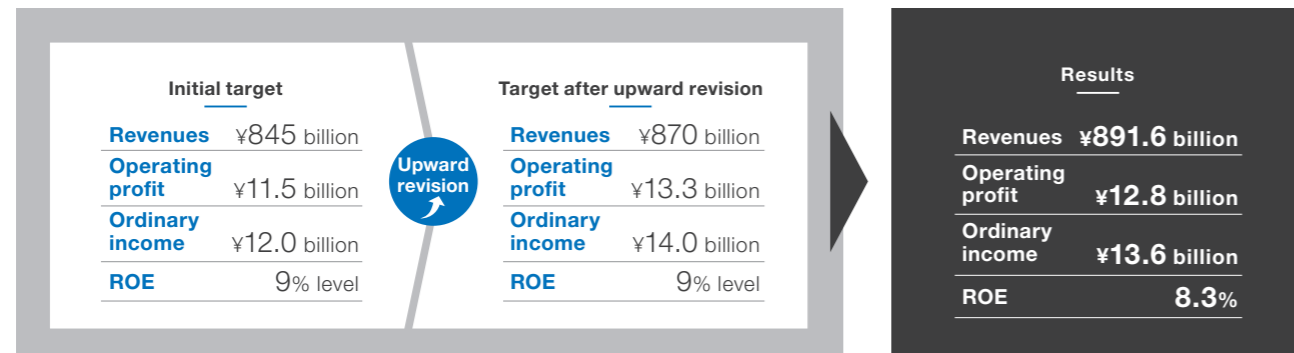 Initial target
Revenues ¥845 billion
Operating
profit ¥11.5 billion
Ordinary
income ¥12.0 billion
ROE 9% level
Upward
revision
Target after upward revision
Revenues ¥870 billion
Operating
profit ¥13.3 billion
Ordinary
income ¥14.0 billion
ROE 9% level
Results
Revenues ¥891.6 billion
Operating
profit ¥12.8 billion
Ordinary
income ¥13.6 billion
ROE 8.3%